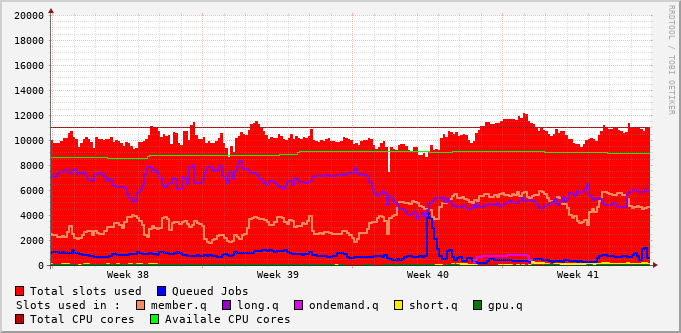 RRDTOOL / TOBI OETIKER
20000
18000
16000
14000
12000
10000
8000
6000
4000
2000
0
Week 38 Week 39 Week 40 Week 41
Total slots used Queued Jobs
Slots used in : member.q long.q ondemand.q short.q gpu.q
Total CPU cores Availale CPU cores